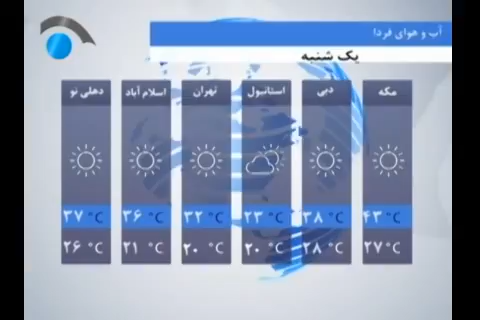 آب و هوای فردا
یک شنبه
مکه دبی استانبول تهران اسلام آباد دهلی نو
۴۳ °C ۳۸ °C ۲۳ °C ۳۲ °C ۳۶ °C ۳۷ °C
۲۷ °C ۲۸ °C ۲۰ °C ۲۰ °C ۲۱ °C ۲۶ °C